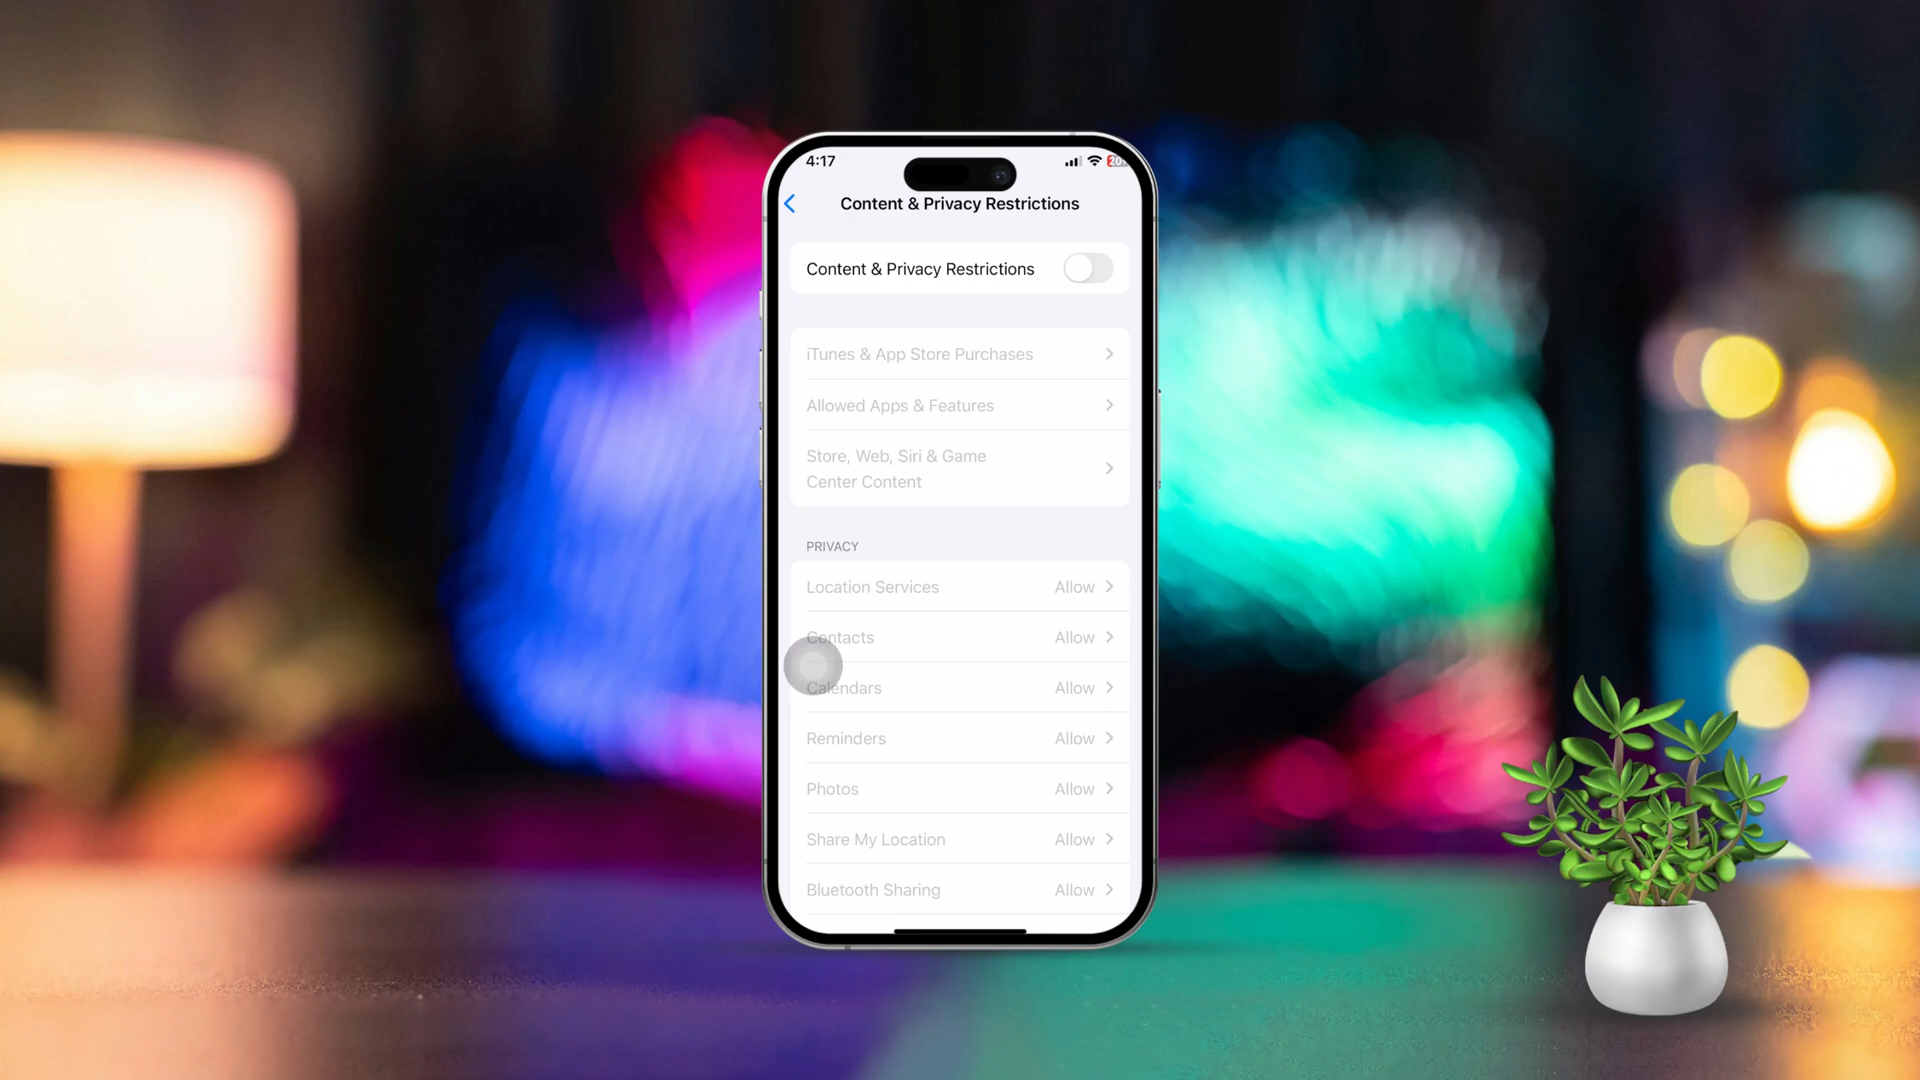 4:17
20
Content & Privacy Restrictions
Content & Privacy Restrictions
iTunes & App Store Purchases
Allowed Apps & Features
Store, Web, Siri & Game
Center Content
PRIVACY
Location Services Allow
Contacts Allow
Calendars Allow
Reminders Allow
Photos Allow
Share My Location Allow
Bluetooth Sharing Allow